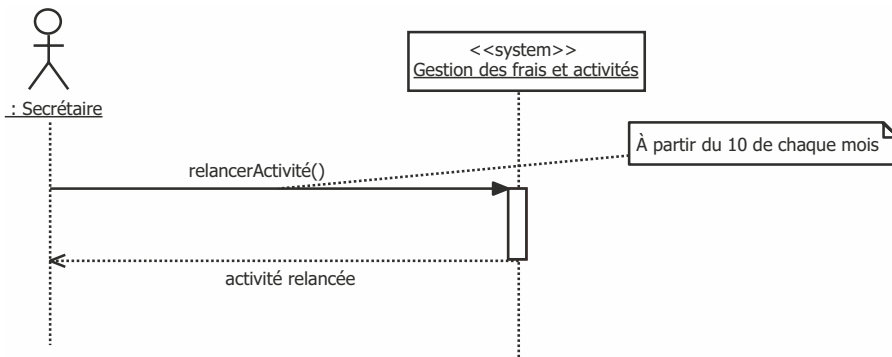 <<system>>
Gestion des frais et activités
: Secrétaire
À partir du 10 de chaque mois
relancerActivité()
activité relancée